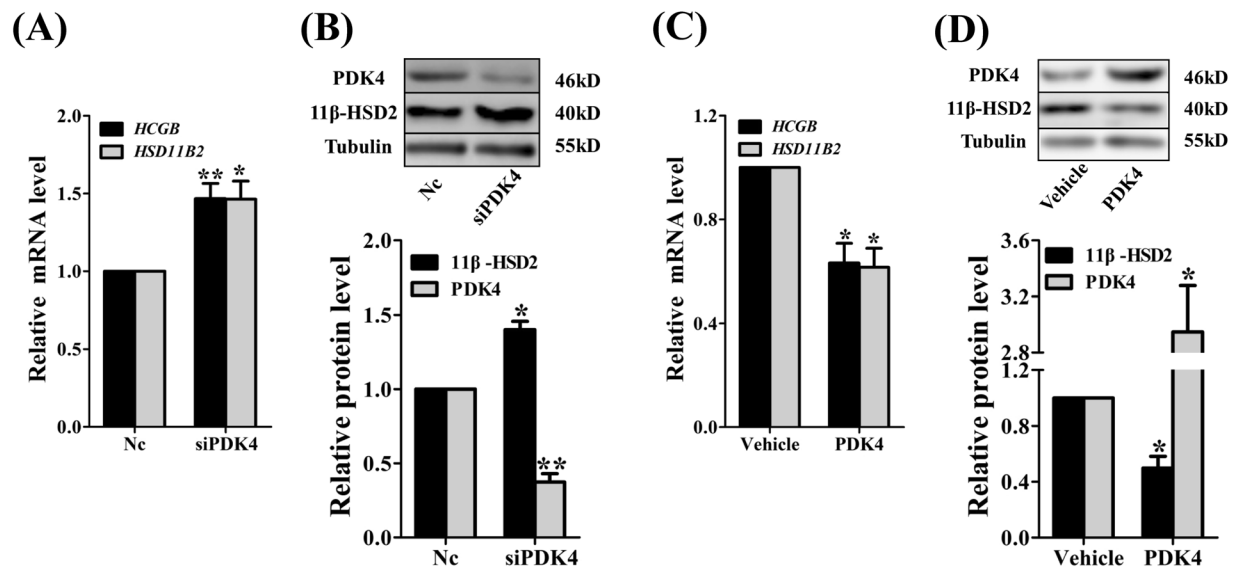 (A)
Relative mRNA level
2.0
1.5
1.0
0.5
0.0
HCGB
HSD11B2
** *
Nc siPDK4
(B)
PDK4 46kD
11β-HSD2 40kD
Tubulin 55kD
Nc siPDK4
Relative protein level
2.0
1.5
1.0
0.5
0.0
11β -HSD2
PDK4
*
**
Nc siPDK4
(C)
Relative mRNA level
1.2
0.8
0.4
0.0
HCGB
HSD11B2
* *
Vehicle PDK4
(D)
PDK4 46kD
11β-HSD2 40kD
Tubulin 55kD
Vehicle PDK4
Relative protein level
3.6
3.2
2.8
1.2
0.8
0.4
0.0
11β -HSD2
PDK4
*
*
Vehicle PDK4